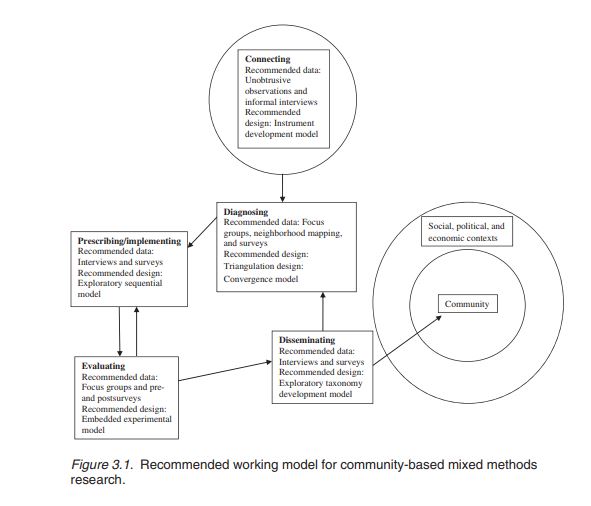 Connecting
Recommended data:
Unobtrusive
observations and
informal interviews
Recommended
design: Instrument
development model
Diagnosing
Recommended data: Focus
groups, neighborhood mapping,
and surveys
Recommended design:
Triangulation design:
Convergence model
Prescribing/implementing
Recommended data:
Interviews and surveys
Recommended design:
Exploratory sequential
model
Social, political, and
economic contexts
Community
Evaluating
Recommended data:
Focus groups and pre-
and postsurveys
Recommended design:
Embedded experimental
model
Disseminating
Recommended data:
Interviews and surveys
Recommended design:
Exploratory taxonomy
development model
Figure 3.1. Recommended working model for community-based mixed methods
research.